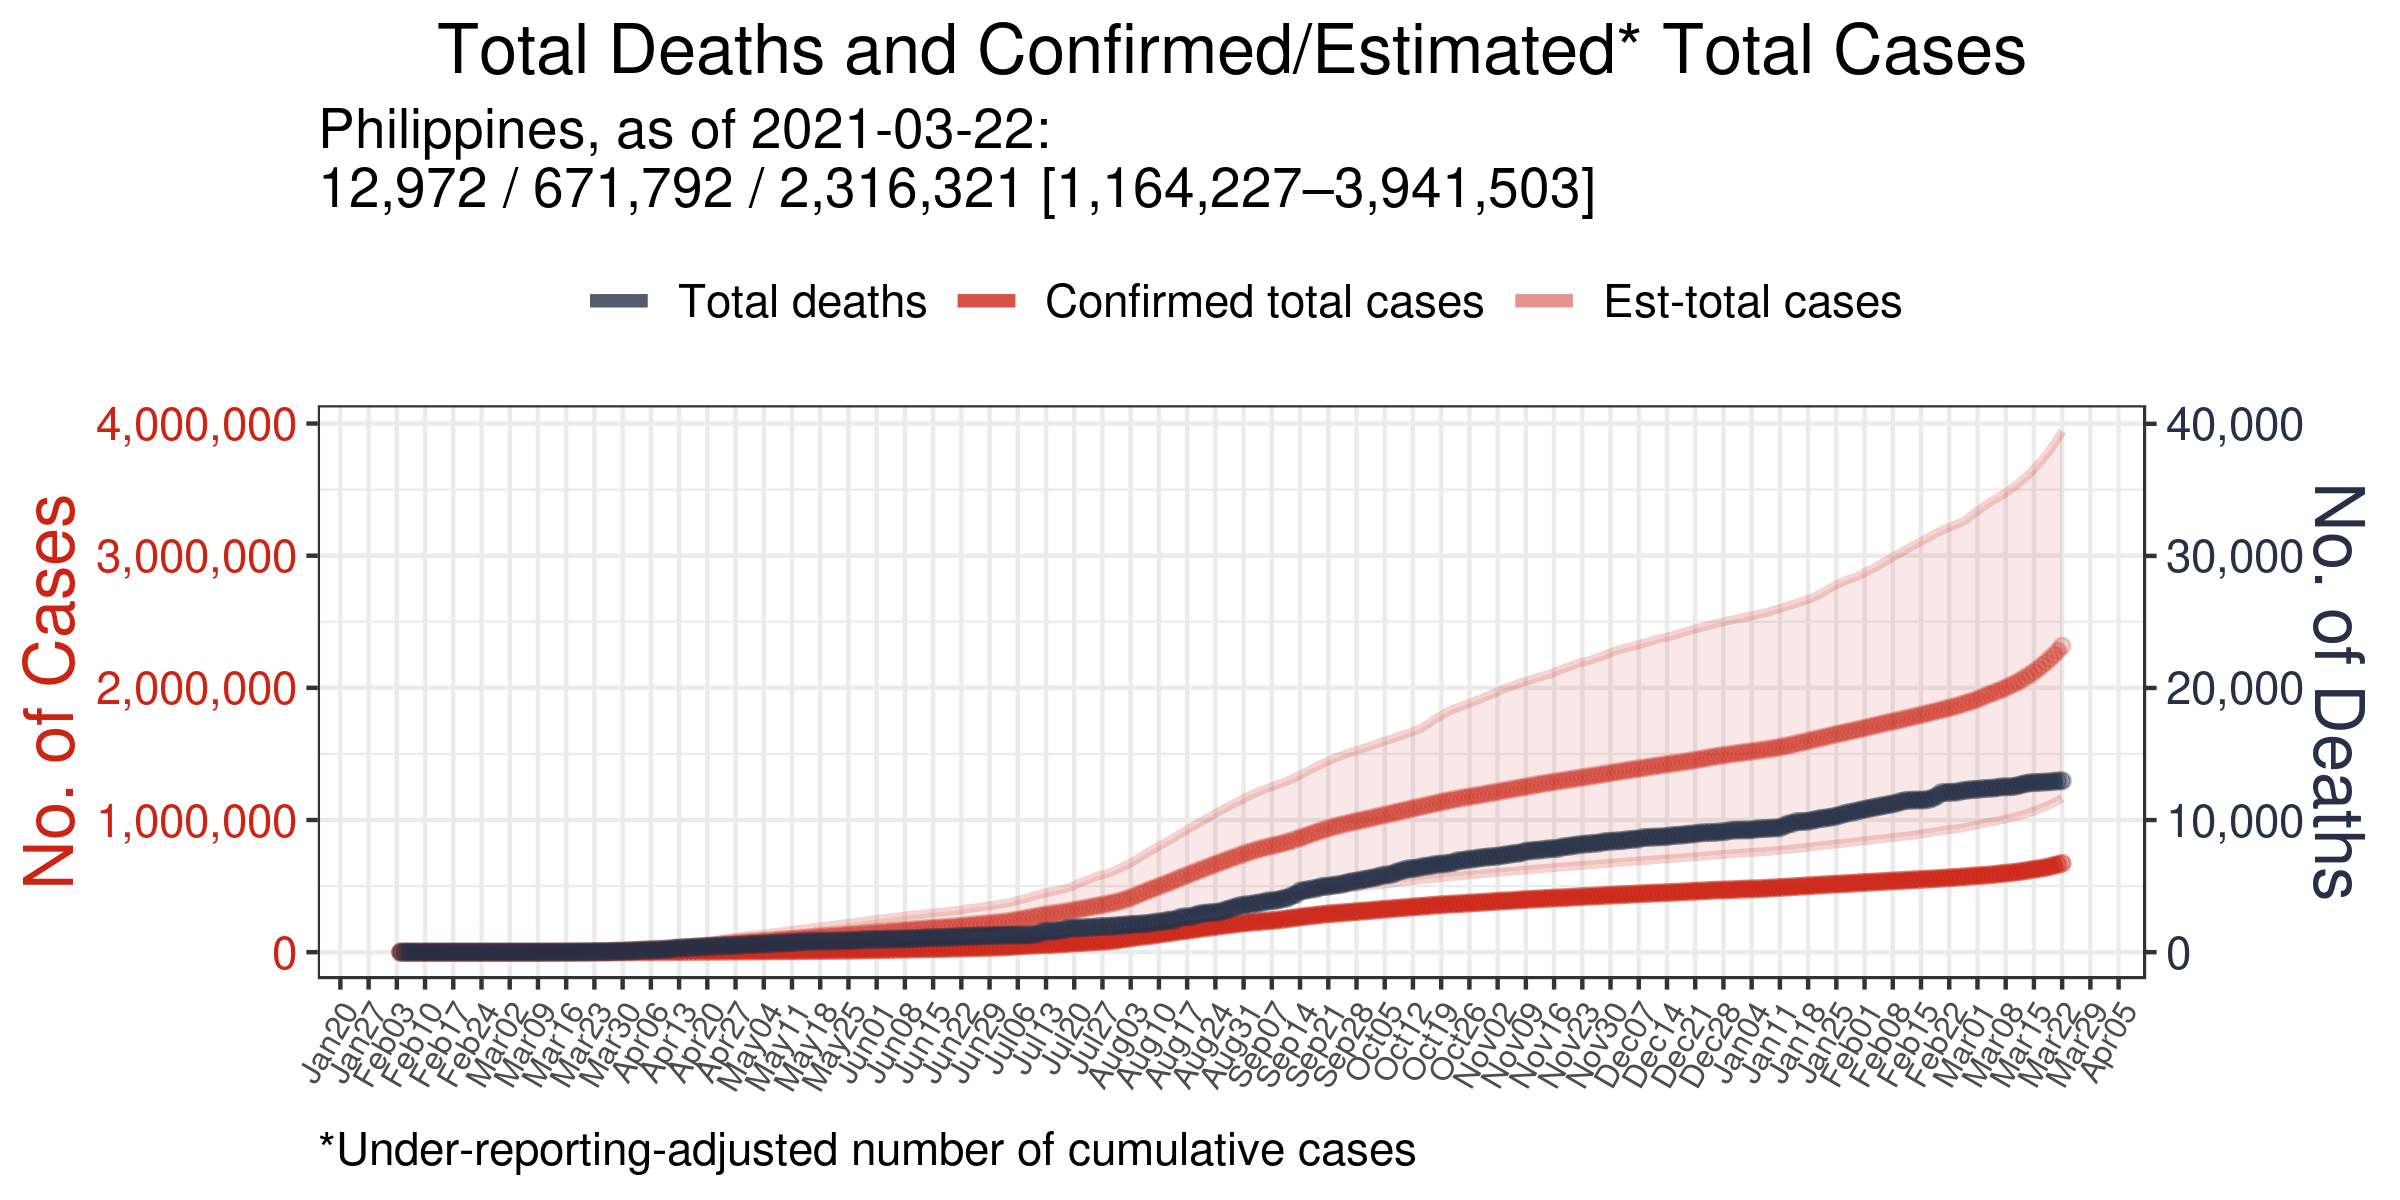 Total Deaths and Confirmed/Estimated* Total Cases
Philippines, as of 2021-03-22:
12,972 / 671,792 / 2,316,321 [1,164,227–3,941,503]
Total deaths
Confirmed total cases
Est-total cases
No. of Cases
4,000,000
3,000,000
2,000,000
1,000,000
0
40,000
30,000
20,000
10,000
0
No. of Deaths
Jan20
Jan27
Feb03
Feb10
Feb17
Feb24
Mar02
Mar09
Mar16
Mar23
Mar30
Apr06
Apr13
Apr20
Apr27
May04
May11
May18
May25
Jun01
Jun08
Jun15
Jun22
Jun29
Jul06
Jul13
Jul20
Jul27
Aug03
Aug10
Aug17
Aug24
Aug31
Sep07
Sep14
Sep21
Sep28
Oct05
Oct12
Oct19
Oct26
Nov02
Nov09
Nov16
Nov23
Nov30
Dec07
Dec14
Dec21
Dec28
Jan04
Jan11
Jan18
Jan25
Feb01
Feb08
Feb15
Feb22
Mar01
Mar08
Mar15
Mar22
Mar29
Apr05
*Under-reporting-adjusted number of cumulative cases